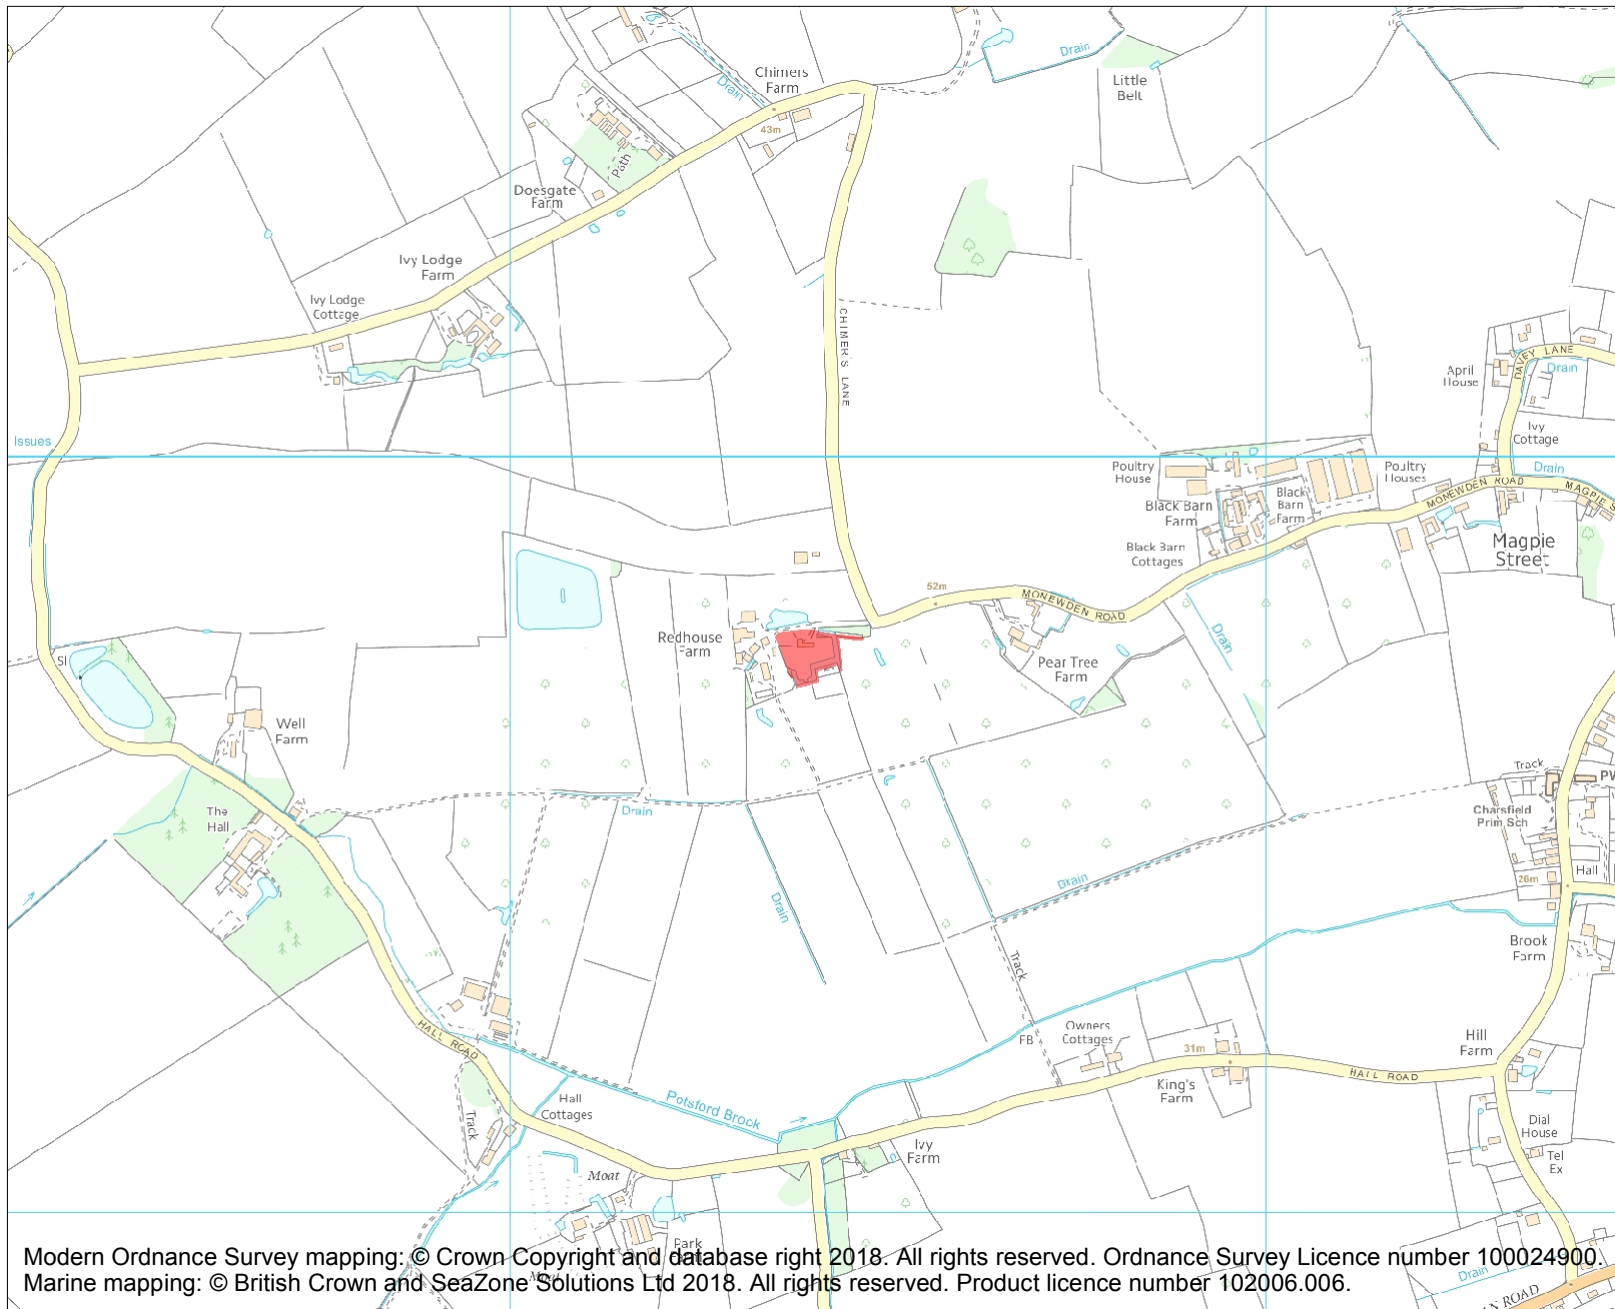 Chimers
Farm
Drain
Drain
Little
Belt
43m
Path
Doesgate
Farm
Ivy Lodge
Farm
Ivy Lodge
Cottage
CHIMER'S LANE
DAVEY LANE
April
House
Drain
Ivy
Cottage
Issues
Poultry
House
Poultry
Houses
Drain
MONEWDEN ROAD
MAGPIE S
Black Barn
Farm
Black
Barn
Farm
Black Barn
Cottages
Magpie
Street
52m
MONEWDEN ROAD
Redhouse
Farm
Drain
Pear Tree
Farm
SI
Well
Farm
Track
PW
The
Hall
Drain
Charsfield
Prim Sch
Hall
26m
Drain
Drain
Brook
Farm
Track
HALL ROAD
FB
Owners
Cottages
31m
Hill
Farm
HALL ROAD
King's
Farm
Hall
Cottages
Potsford Brook
Track
Ivy
Farm
Dial
House
Tel
Ex
Moat
Park
Moat
Drain
N ROAD
Modern Ordnance Survey mapping: © Crown Copyright and database right 2018. All rights reserved. Ordnance Survey Licence number 100024900.
Marine mapping: © British Crown and SeaZone Solutions Ltd 2018. All rights reserved. Product licence number 102006.006.